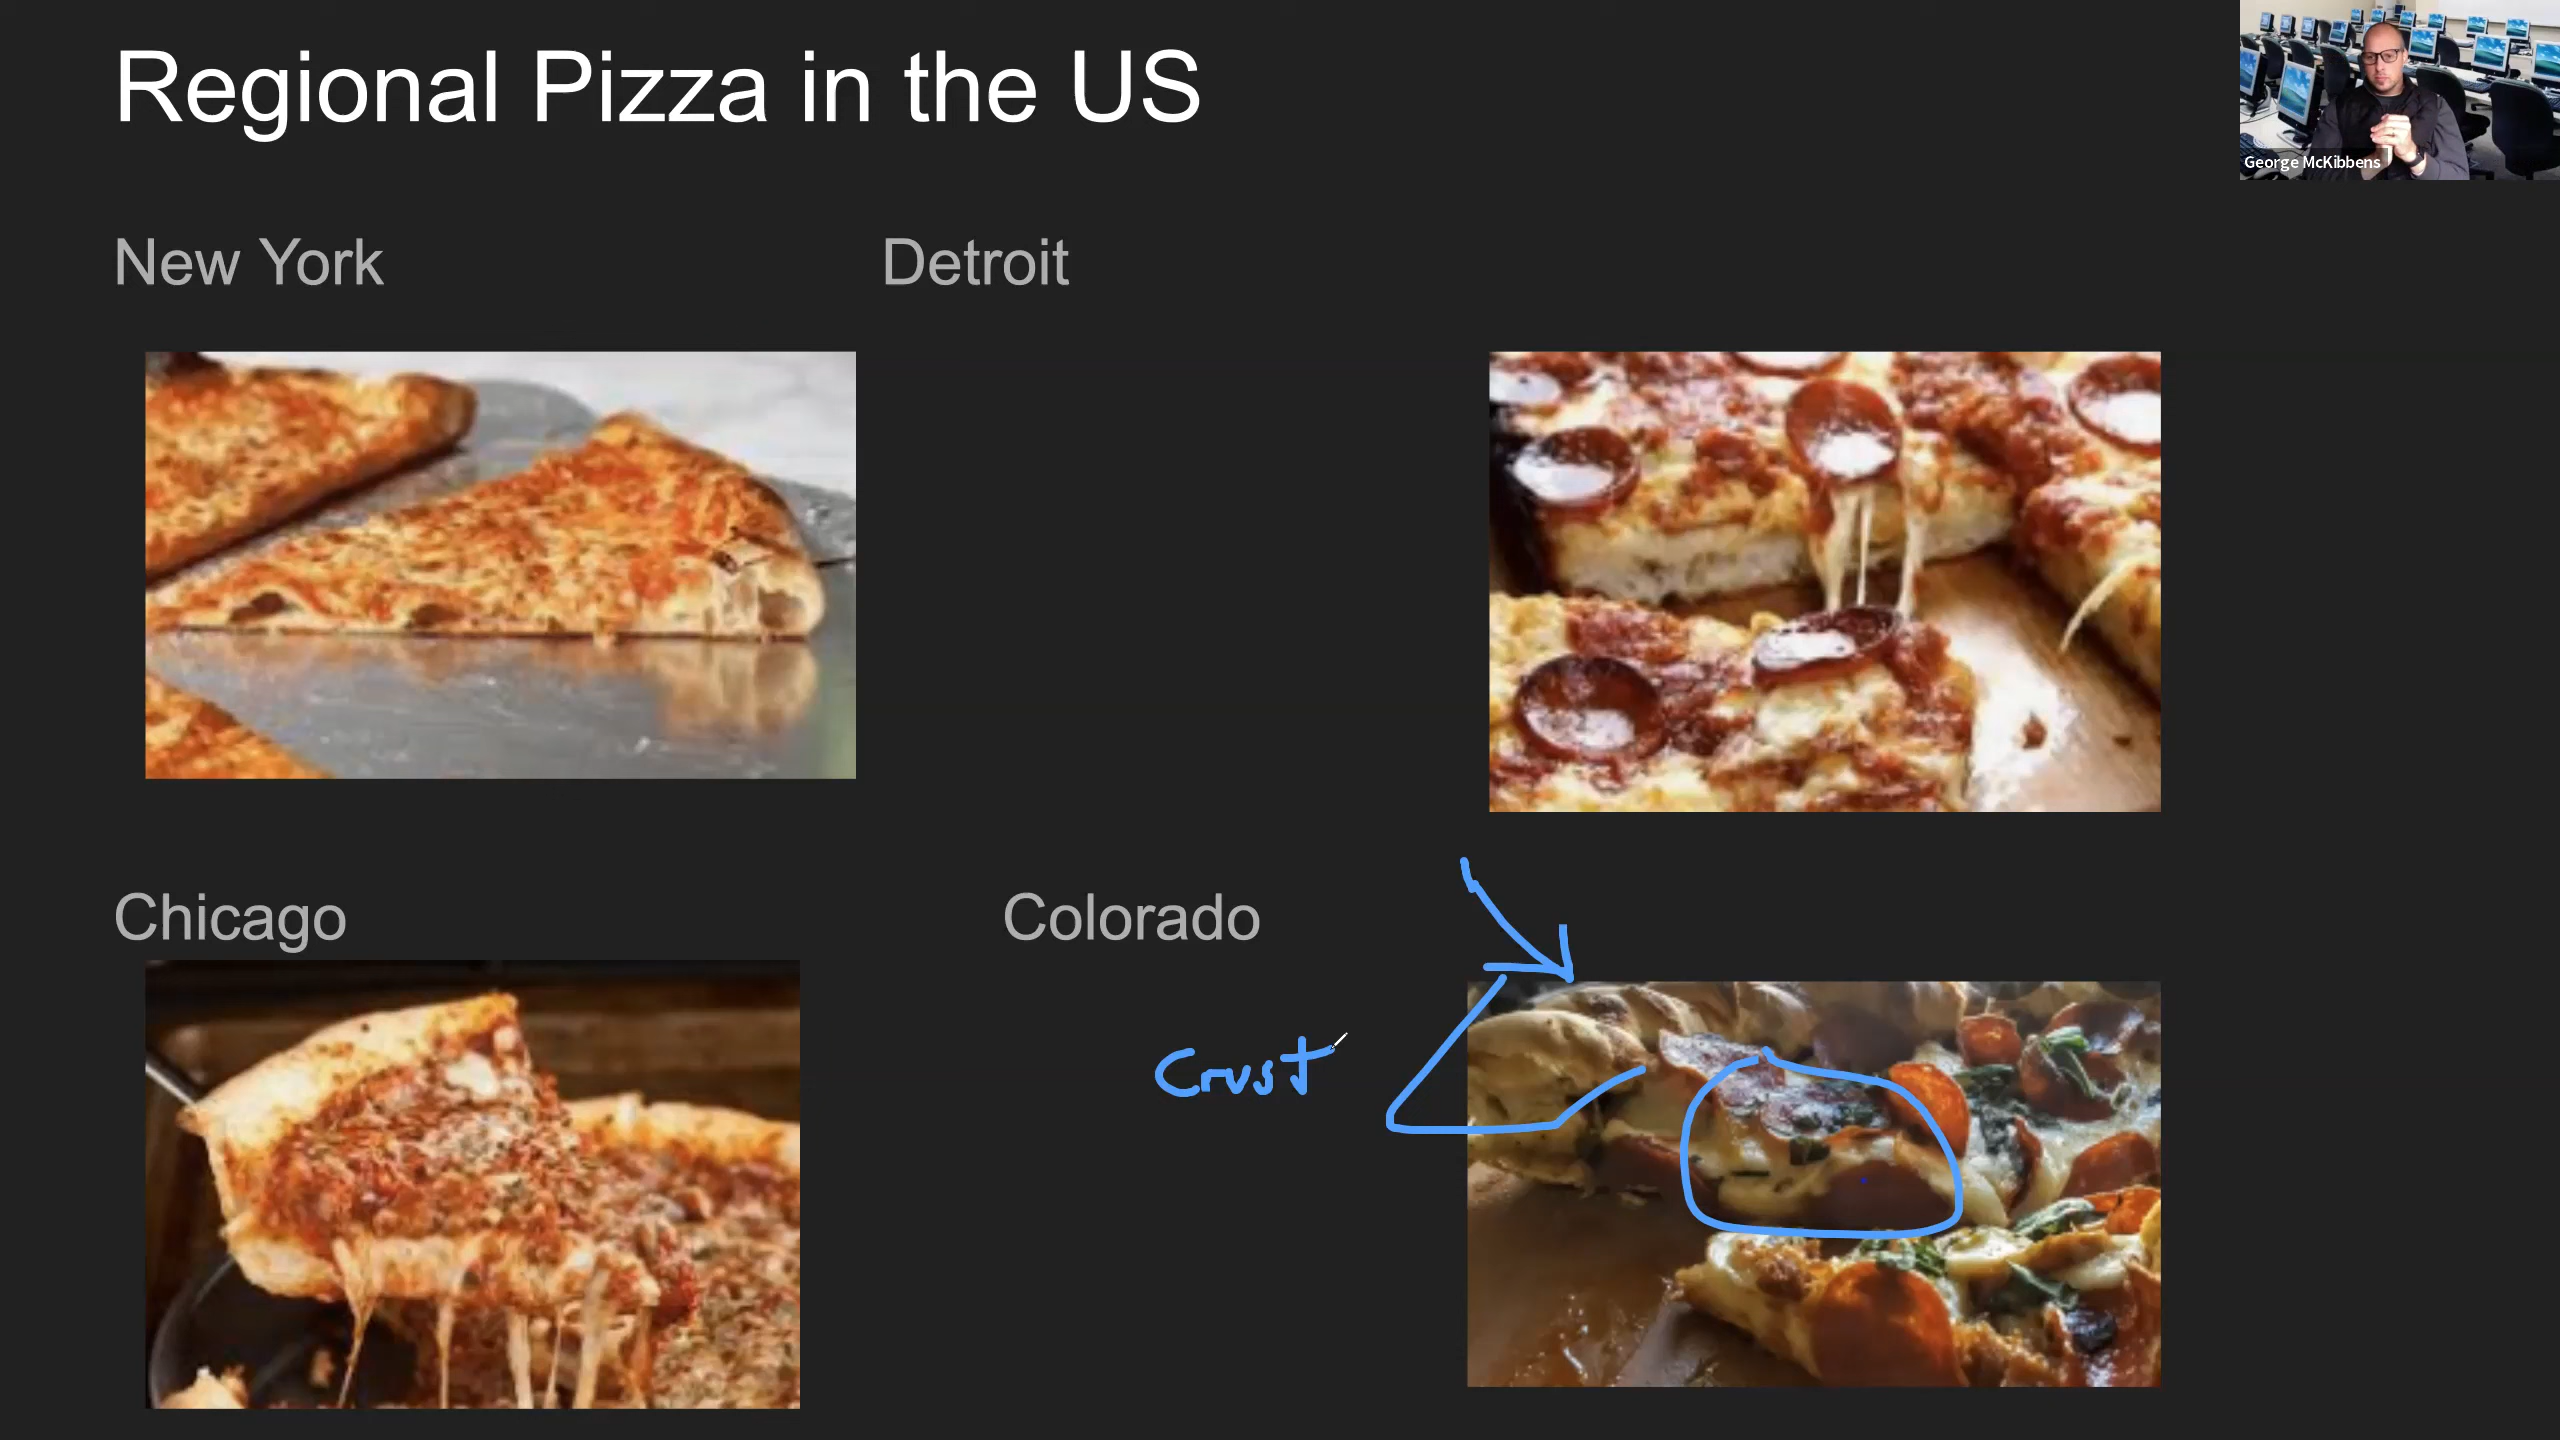 Regional Pizza in the US
George McKibbens
New York
Detroit
Chicago
Colorado
Crust